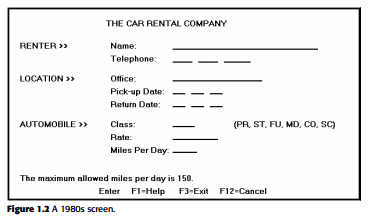 THE CAR RENTAL COMPANY
RENTER >> Name:
Telephone:
LOCATION >> Office:
Pick-up Date:
Return Date:
AUTOMOBILE >> Class: (PR, ST, FU, MD, CO, SC)
Rate:
Miles Per Day:
The maximum allowed miles per day is 150.
Enter F1=Help F3=Exit F12=Cancel
Figure 1.2 A 1980s screen.